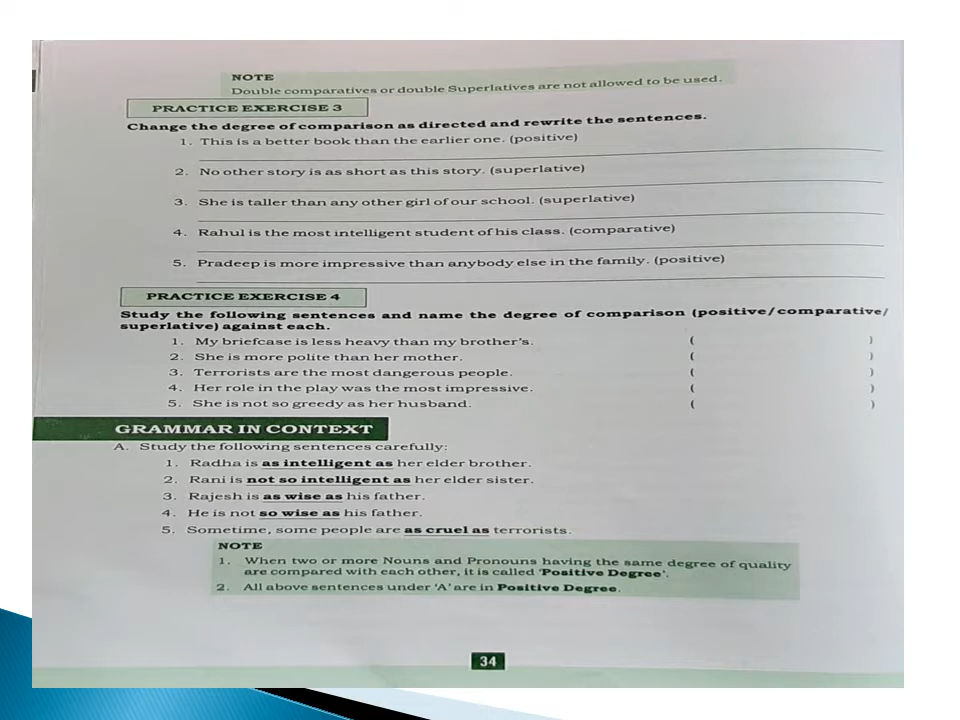 NOTE
Double comparatives or double Superlatives are not allowed to be used.
PRACTICE EXERCISE 3
Change the degree of comparison as directed and rewrite the sentences.
1. This is a better book than the earlier one. (positive)
2. No other story is as short as this story. (superlative)
3. She is taller than any other girl of our school. (superlative)
4. Rahul is the most intelligent student of his class. (comparative)
5. Pradeep is more impressive than anybody else in the family. (positive)
PRACTICE EXERCISE 4
Study the following sentences and name the degree of comparison (positive/comparative/
superlative) against each.
1. My briefcase is less heavy than my brother's. ( )
2. She is more polite than her mother. ( )
3. Terrorists are the most dangerous people. ( )
4. Her role in the play was the most impressive. ( )
5. She is not so greedy as her husband. ( )
GRAMMAR IN CONTEXT
A. Study the following sentences carefully:
1. Radha is as intelligent as her elder brother.
2. Rani is not so intelligent as her elder sister.
3. Rajesh is as wise as his father.
4. He is not so wise as his father.
5. Sometime, some people are as cruel as terrorists.
NOTE
1. When two or more Nouns and Pronouns having the same degree of quality
are compared with each other, it is called 'Positive Degree'.
2. All above sentences under 'A' are in Positive Degree.
34